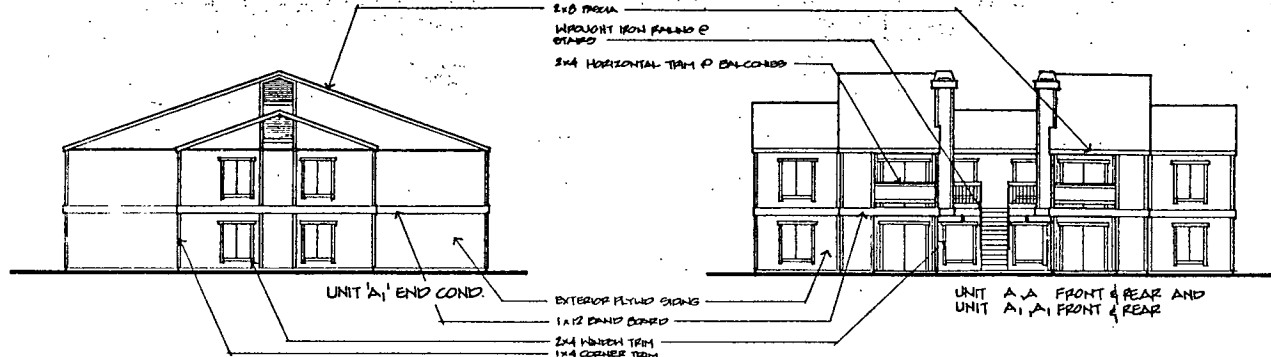 2x8 FASCIA
WROUGHT IRON RAILING @
STAIRS
2x4 HORIZONTAL TRIM @ BALCONIES
UNIT 'A₁' END COND.
EXTERIOR PLYWD SIDING
1x12 BAND BOARD
2x4 WINDOW TRIM
1x4 CORNER TRIM
UNIT A,A FRONT & REAR AND
UNIT A₁,A₁ FRONT & REAR